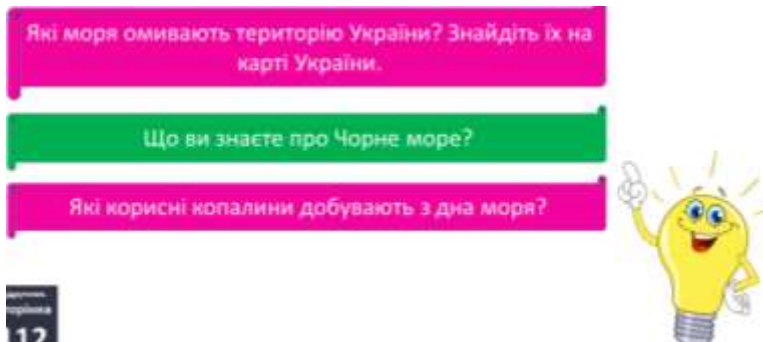 Які моря омивають територію України? Знайдіть їх на
карті України.
Що ви знаєте про Чорне море?
Які корисні копалини добувають з дна моря?
112